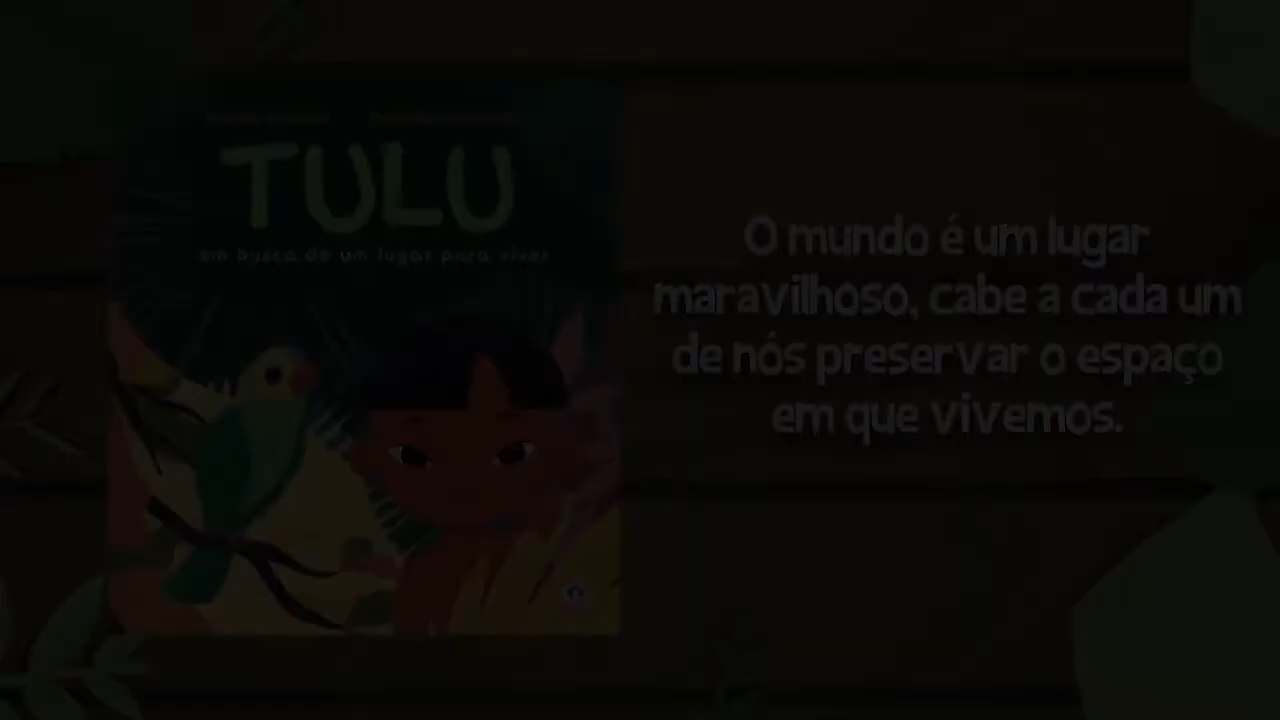 TULU
em busca de um lugar para viver
O mundo é um lugar
maravilhoso, cabe a cada um
de nós preservar o espaço
em que vivemos.